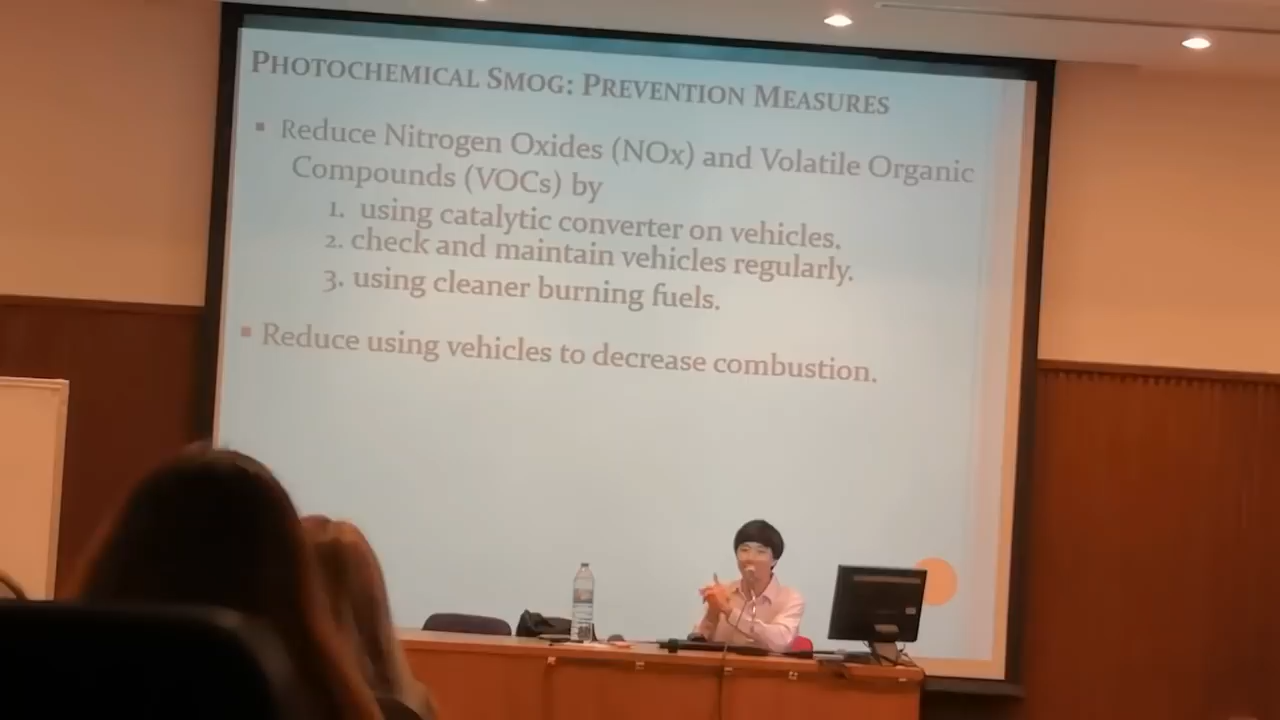 PHOTOCHEMICAL SMOG: PREVENTION MEASURES
▪ Reduce Nitrogen Oxides (NOx) and Volatile Organic
Compounds (VOCs) by
1. using catalytic converter on vehicles.
2. check and maintain vehicles regularly.
3. using cleaner burning fuels.
▪ Reduce using vehicles to decrease combustion.